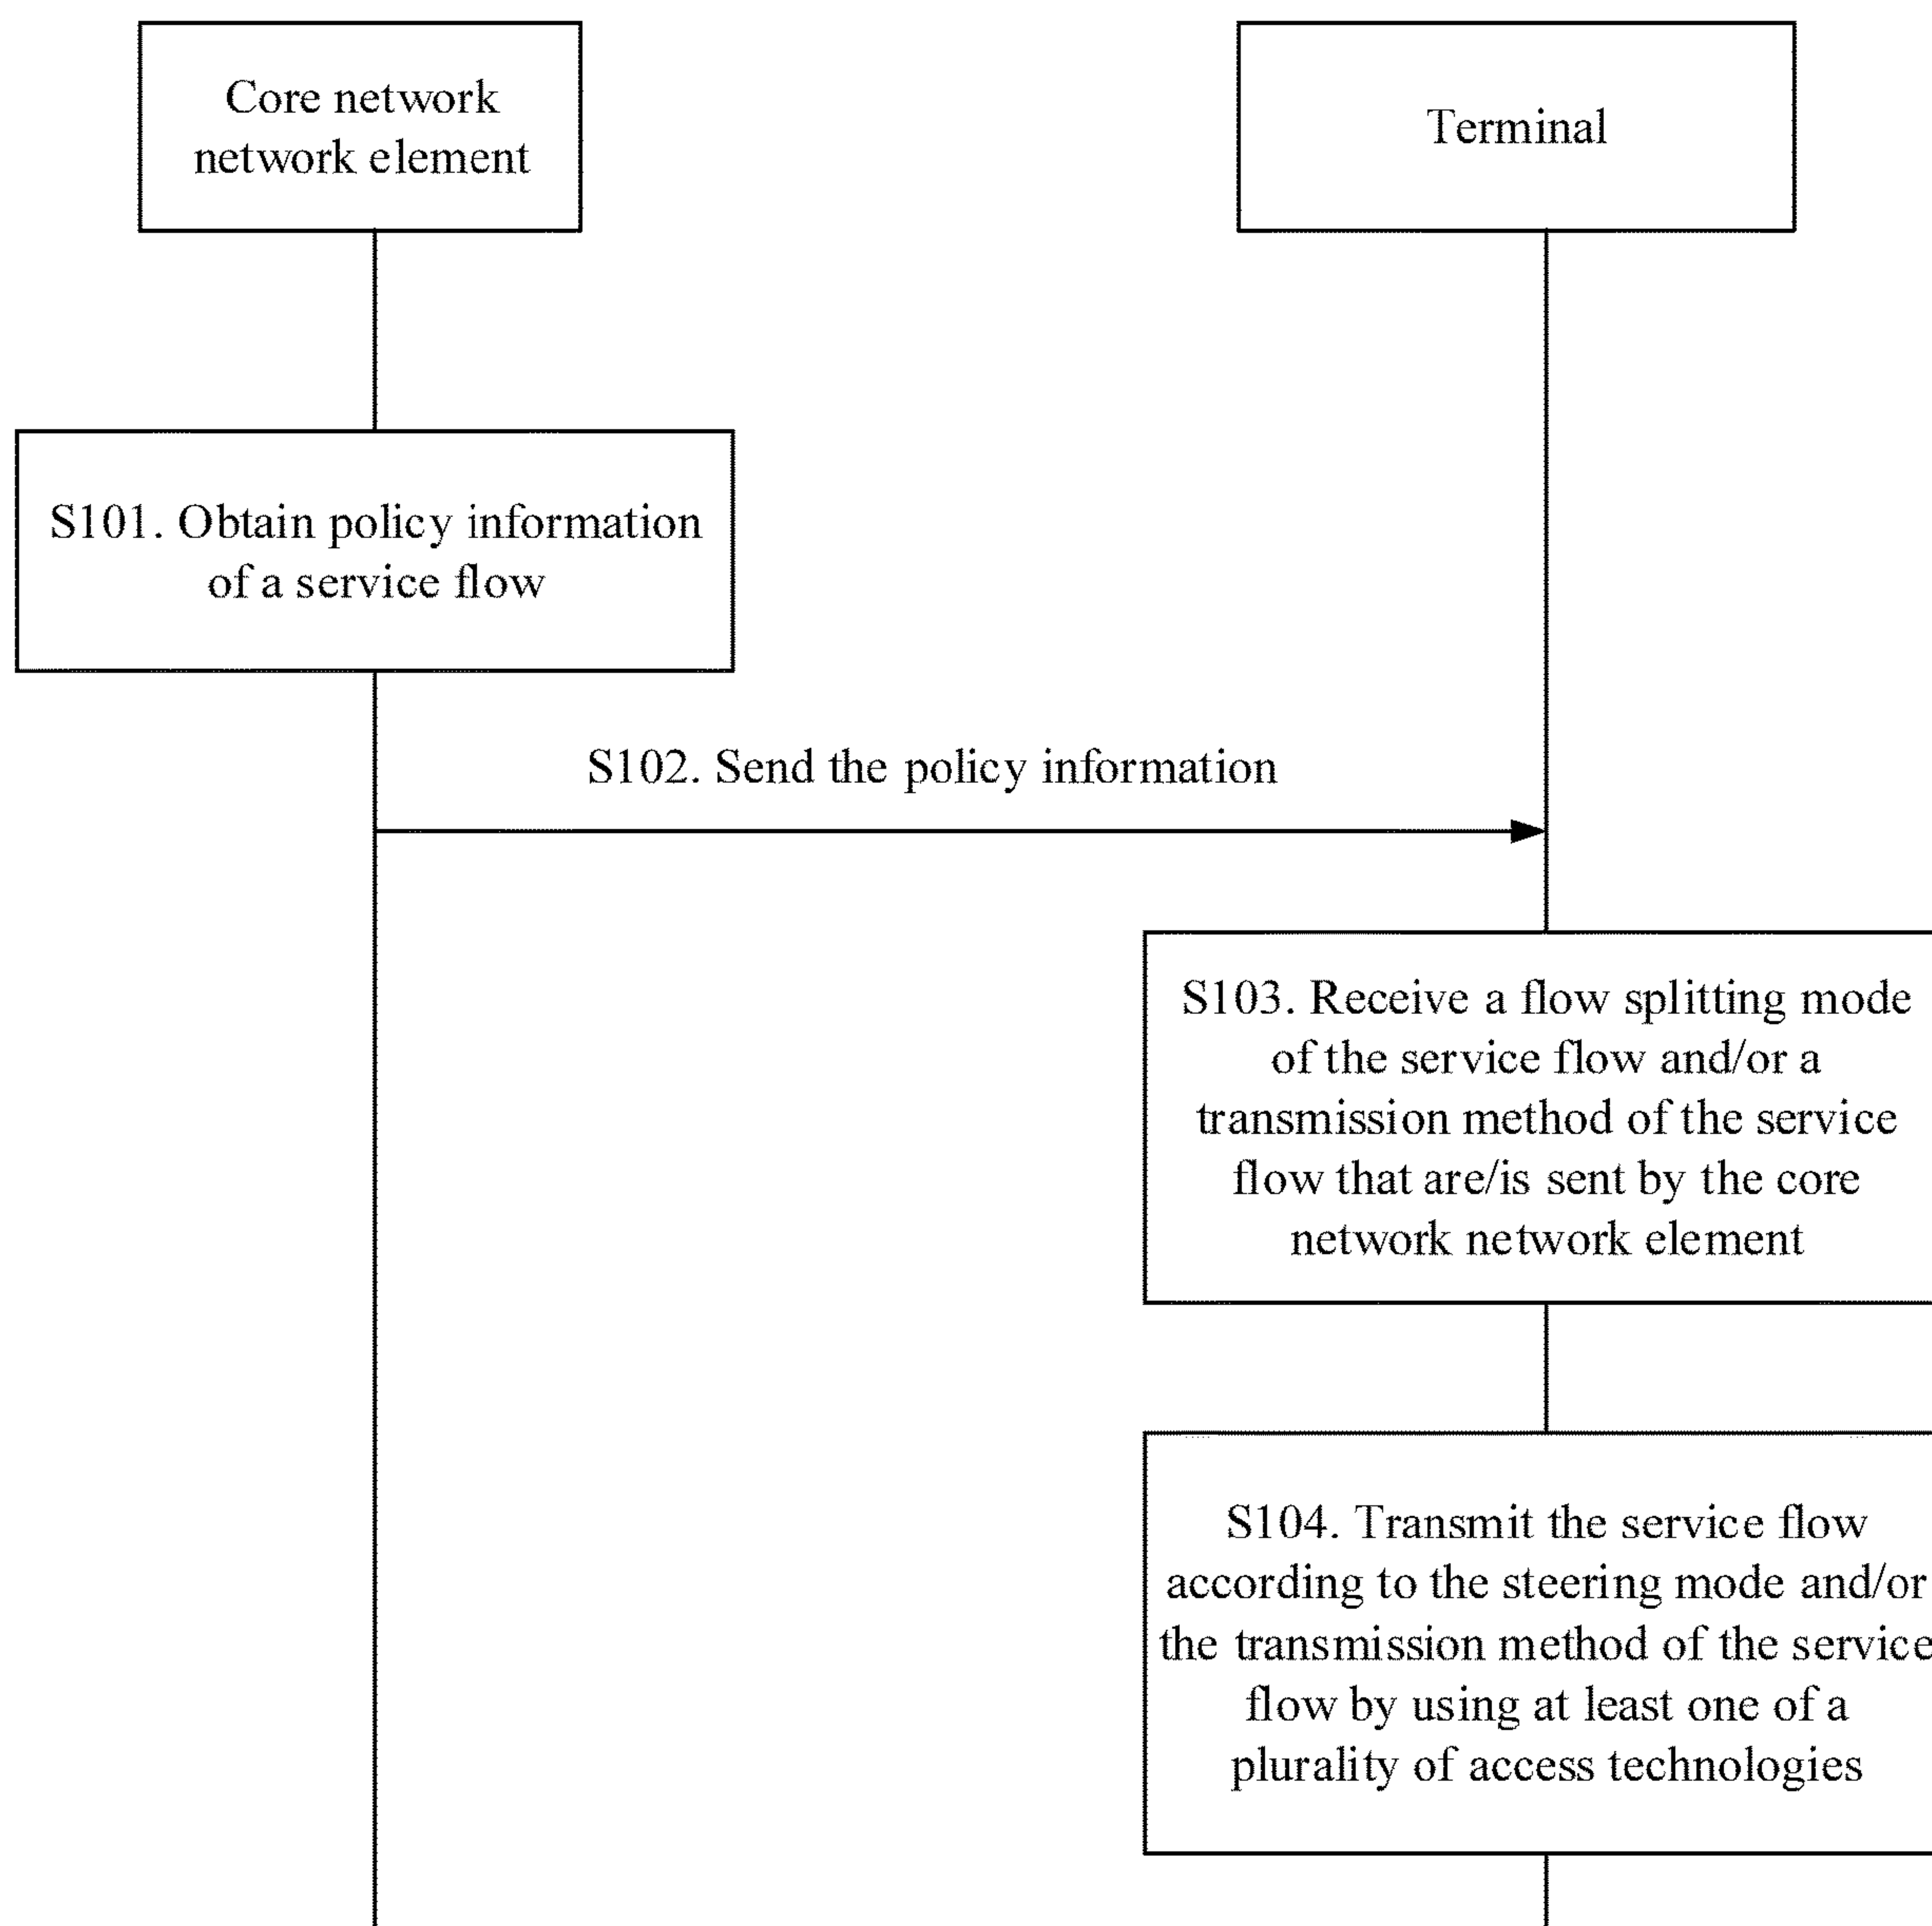 Core network
network element
Terminal
S101. Obtain policy information
of a service flow
S102. Send the policy information
S103. Receive a flow splitting mode
of the service flow and/or a
transmission method of the service
flow that are/is sent by the core
network network element
S104. Transmit the service flow
according to the steering mode and/or
the transmission method of the service
flow by using at least one of a
plurality of access technologies